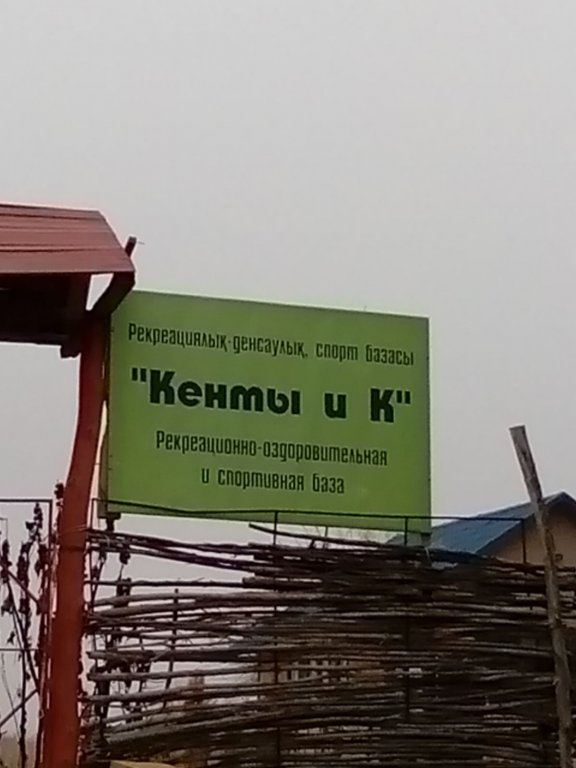 Рекреациялық-денсаулық, спорт базасы
"Кенты и К"
Рекреационно-оздоровительная
и спортивная база